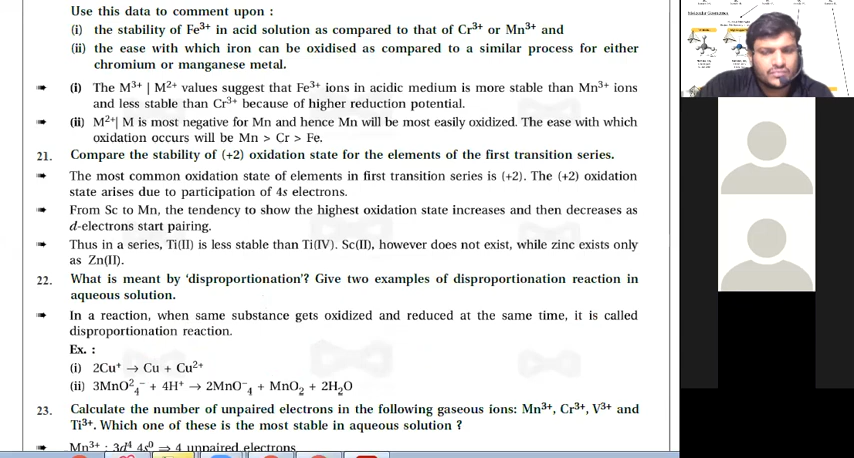 Use this data to comment upon :
(i) the stability of Fe³⁺ in acid solution as compared to that of Cr³⁺ or Mn³⁺ and
(ii) the ease with which iron can be oxidised as compared to a similar process for either
chromium or manganese metal.
(i) The M³⁺ | M²⁺ values suggest that Fe³⁺ ions in acidic medium is more stable than Mn³⁺ ions
and less stable than Cr³⁺ because of higher reduction potential.
(ii) M²⁺| M is most negative for Mn and hence Mn will be most easily oxidized. The ease with which
oxidation occurs will be Mn > Cr > Fe.
21. Compare the stability of (+2) oxidation state for the elements of the first transition series.
The most common oxidation state of elements in first transition series is (+2). The (+2) oxidation
state arises due to participation of 4s electrons.
From Sc to Mn, the tendency to show the highest oxidation state increases and then decreases as
d-electrons start pairing.
Thus in a series, Ti(II) is less stable than Ti(IV). Sc(II), however does not exist, while zinc exists only
as Zn(II).
22. What is meant by 'disproportionation'? Give two examples of disproportionation reaction in
aqueous solution.
In a reaction, when same substance gets oxidized and reduced at the same time, it is called
disproportionation reaction.
Ex. :
(i) 2Cu⁺ → Cu + Cu²⁺
(ii) 3MnO²₄⁻ + 4H⁺ → 2MnO⁻₄ + MnO₂ + 2H₂O
23. Calculate the number of unpaired electrons in the following gaseous ions: Mn³⁺, Cr³⁺, V³⁺ and
Ti³⁺. Which one of these is the most stable in aqueous solution ?
Mn³⁺ : 3d⁴ 4s⁰ ⇒ 4 unpaired electrons